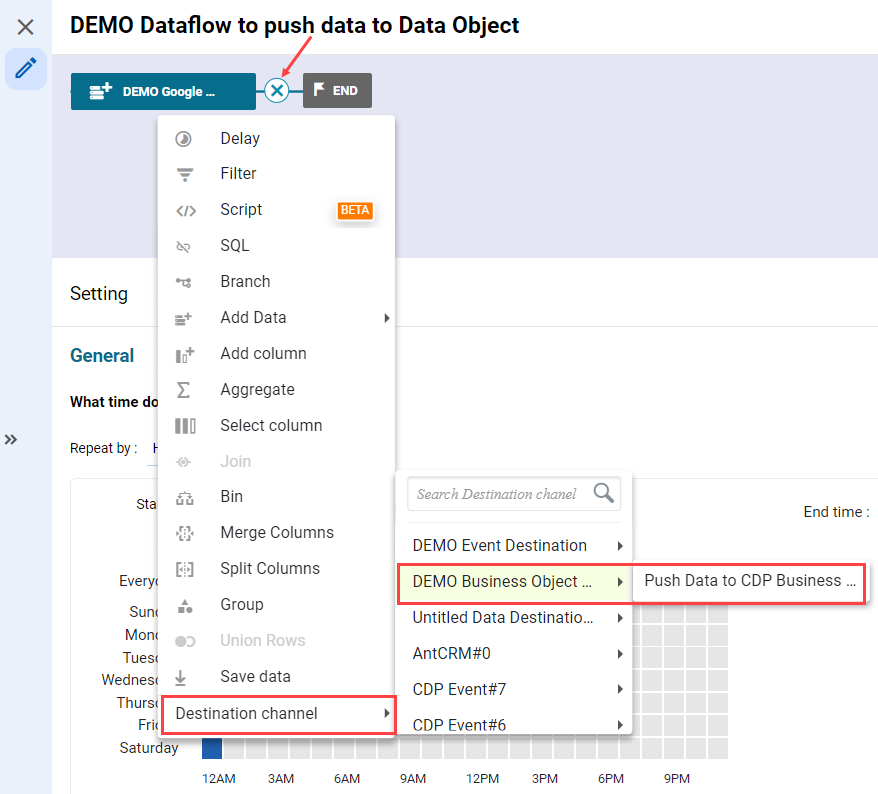 DEMO Dataflow to push data to Data Object
DEMO Google ...
END
Delay
Filter
Script
BETA
SQL
Branch
Setting
Add Data
Add column
General
Aggregate
What time do
Select column
Repeat by :
Join
Bin
Search Destination chanel
Sta
End time :
Merge Columns
DEMO Event Destination
Split Columns
Everyd
DEMO Business Object ...
Push Data to CDP Business ...
Group
Sund
Untitled Data Destinatio...
Mond
Union Rows
Tuesd
AntCRM#0
Save data
Wednesd
CDP Event#7
Thursd
Destination channel
Frid
CDP Event#6
Saturday
12AM
3AM
6AM
9AM
12PM
3PM
6PM
9PM